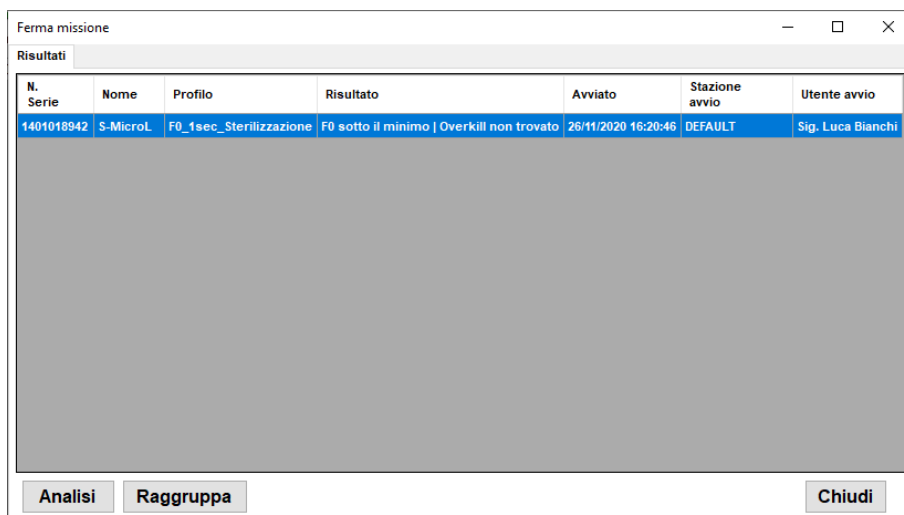 Ferma missione
Risultati
N. Serie Nome Profilo Risultato Avviato Stazione avvio Utente avvio
1401018942 S-MicroL F0_1sec_Sterilizzazione F0 sotto il minimo | Overkill non trovato 26/11/2020 16:20:46 DEFAULT Sig. Luca Bianchi
Analisi Raggruppa Chiudi